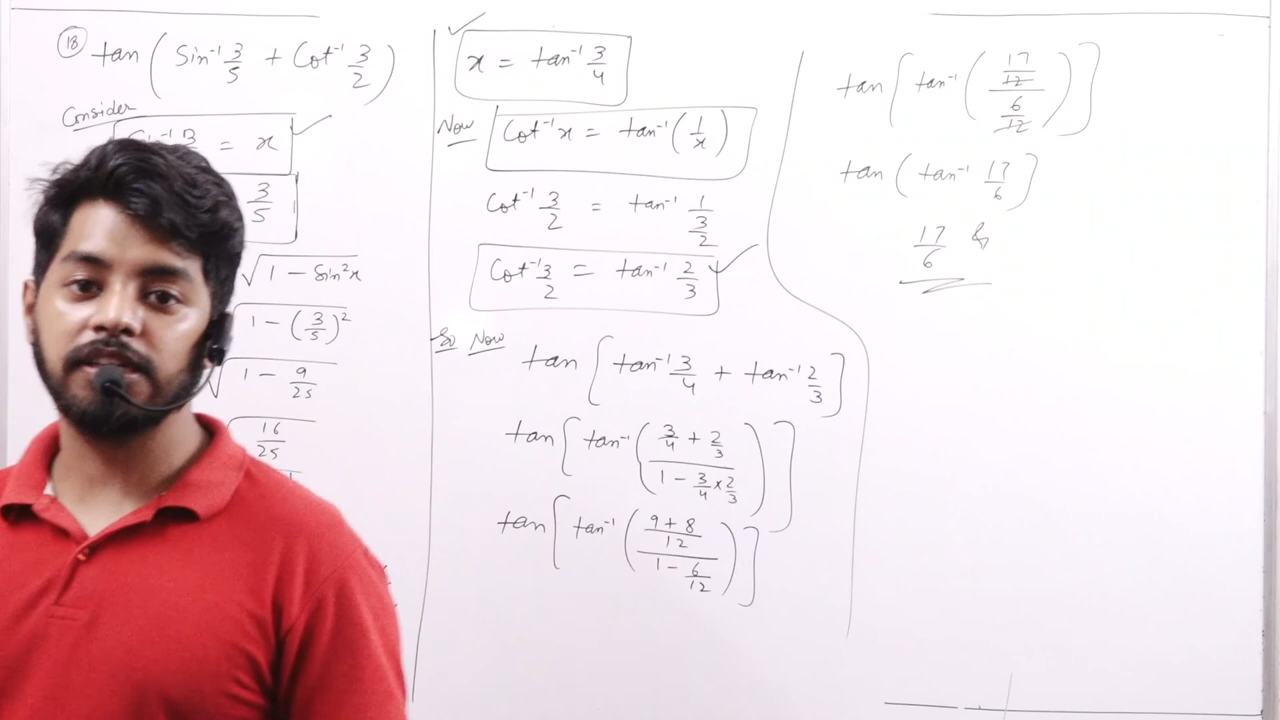 18 tan ( Sin⁻¹ 3/5 + Cot⁻¹ 3/2 )
Consider
Sin⁻¹ 3 = x
3/5
√(1 - Sin²x)
1 - (3/5)²
√(1 - 9/25)
√(16/25)
x = tan⁻¹ 3/4
Now Cot⁻¹ x = tan⁻¹ (1/x)
Cot⁻¹ 3/2 = tan⁻¹ 1/(3/2)
Cot⁻¹ 3/2 = tan⁻¹ 2/3
So Now
tan [ tan⁻¹ 3/4 + tan⁻¹ 2/3 ]
tan [ tan⁻¹ ( (3/4 + 2/3) / (1 - 3/4 × 2/3) ) ]
tan [ tan⁻¹ ( ((9 + 8)/12) / (1 - 6/12) ) ]
tan [ tan⁻¹ ( (17/12) / (6/12) ) ]
tan ( tan⁻¹ 17/6 )
17/6